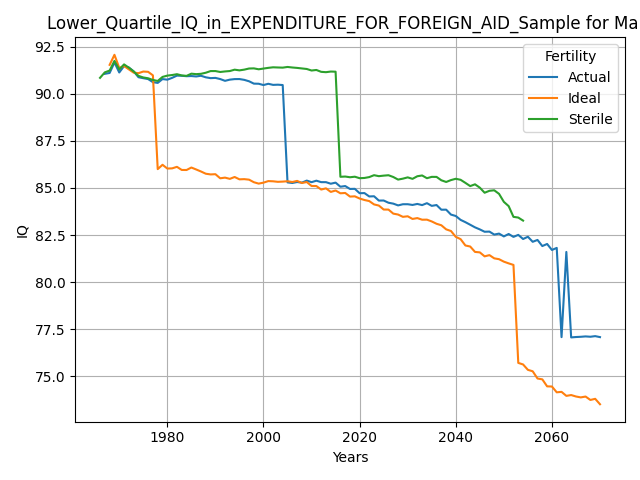 Lower_Quartile_IQ_in_EXPENDITURE_FOR_FOREIGN_AID_Sample for Ma
Fertility
Actual
Ideal
Sterile
IQ
92.5
90.0
87.5
85.0
82.5
80.0
77.5
75.0
1980
2000
2020
2040
2060
Years